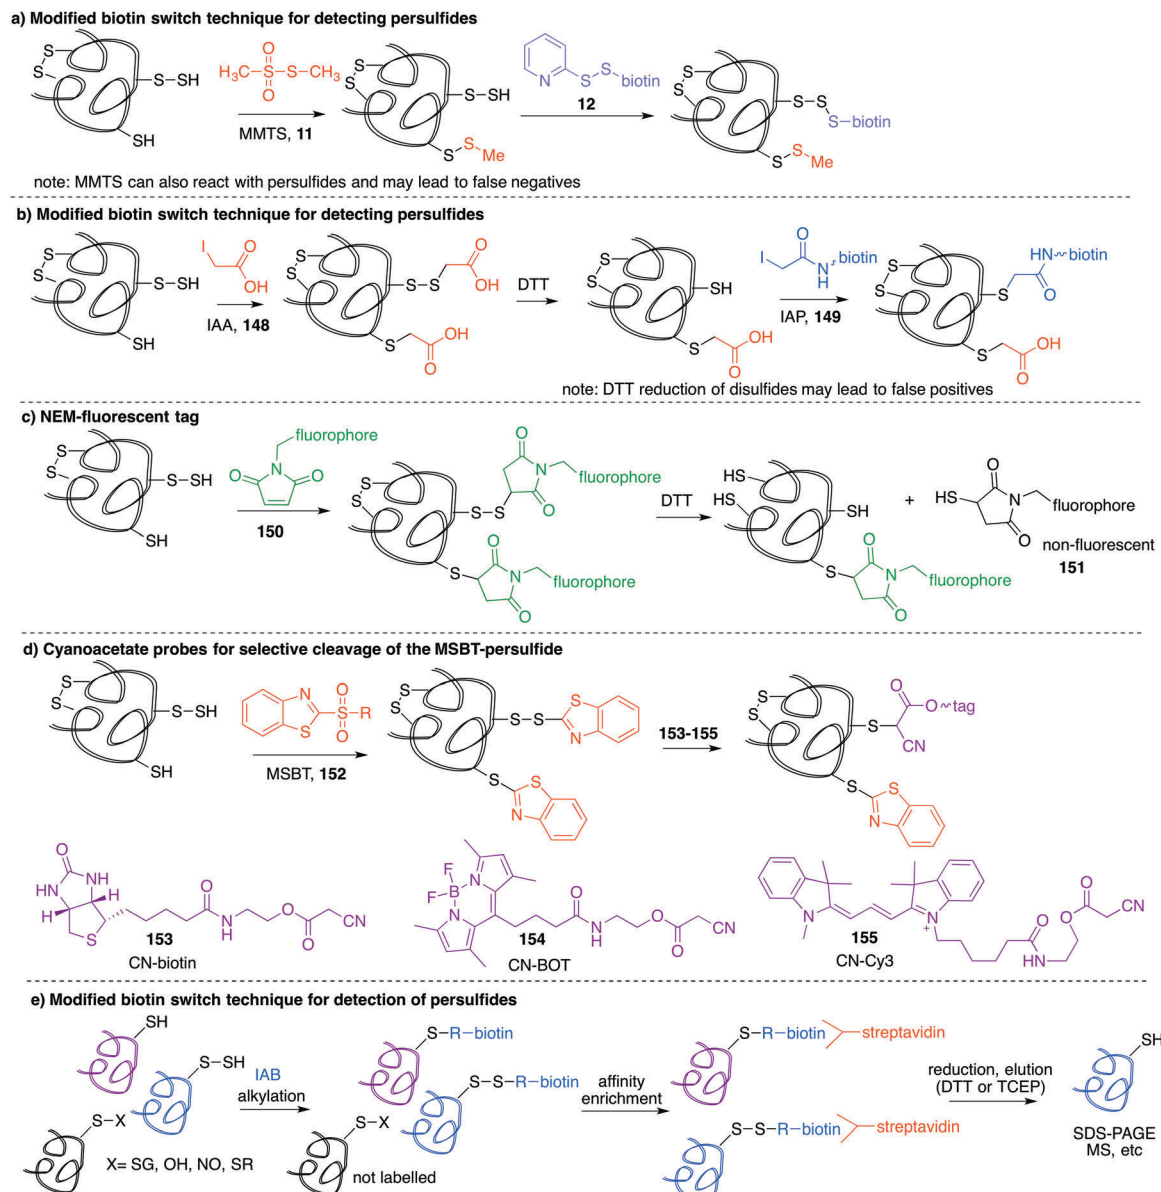 a) Modified biotin switch technique for detecting persulfides
S
S
S–SH
SH
H₃C
O
S
O
S–CH₃
MMTS, 11
S
S
S–SH
S
S
Me
N
S
S
biotin
12
S
S
S
S
S–biotin
S
S
Me
note: MMTS can also react with persulfides and may lead to false negatives
b) Modified biotin switch technique for detecting persulfides
S
S
S–SH
SH
I
O
OH
IAA, 148
S
S
S–S
O
OH
S
OH
O
DTT
S
S
SH
S
OH
O
I
O
N
H
biotin
IAP, 149
S
S
S
HN
biotin
O
S
OH
O
note: DTT reduction of disulfides may lead to false positives
c) NEM-fluorescent tag
S
S
S–SH
SH
fluorophore
N
O
O
150
S
S
S–S
O
N
O
fluorophore
S
O
N
O
fluorophore
DTT
HS
HS
SH
S
O
N
O
fluorophore
+
HS
O
N
O
fluorophore
non-fluorescent
151
d) Cyanoacetate probes for selective cleavage of the MSBT-persulfide
S
S
S–SH
SH
N
S
O
S–R
O
MSBT, 152
S
S
S–S
S
N
S
S
N
153-155
S
S
S
O
O
tag
CN
S
S
N
O
HN
NH
H
H
S
O
N
H
O
O
CN
153
CN-biotin
F
F
B
N
N
O
N
H
O
O
CN
154
CN-BOT
N
N
+
O
N
H
O
O
CN
155
CN-Cy3
e) Modified biotin switch technique for detection of persulfides
SH
S–SH
S–X
X= SG, OH, NO, SR
IAB
alkylation
S–R–biotin
S–S–R–biotin
S–X
not labelled
affinity
enrichment
S–R–biotin
streptavidin
S–S–R–biotin
streptavidin
reduction, elution
(DTT or TCEP)
SH
SDS-PAGE
MS, etc